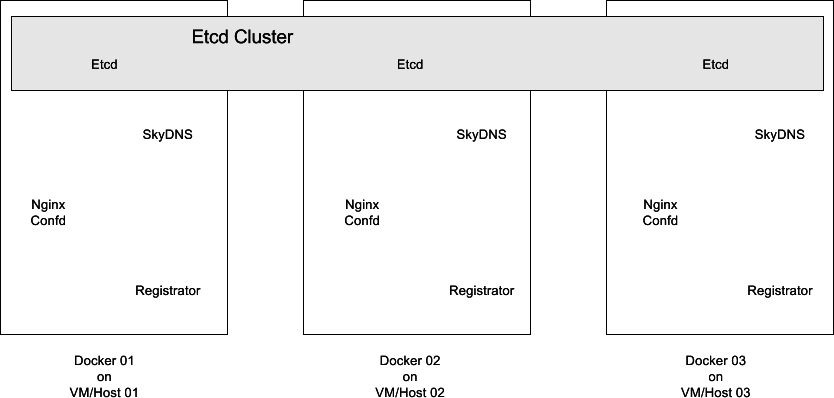 Etcd Cluster
Etcd
Etcd
Etcd
SkyDNS
SkyDNS
SkyDNS
Nginx
Confd
Nginx
Confd
Nginx
Confd
Registrator
Registrator
Registrator
Docker 01
on
VM/Host 01
Docker 02
on
VM/Host 02
Docker 03
on
VM/Host 03